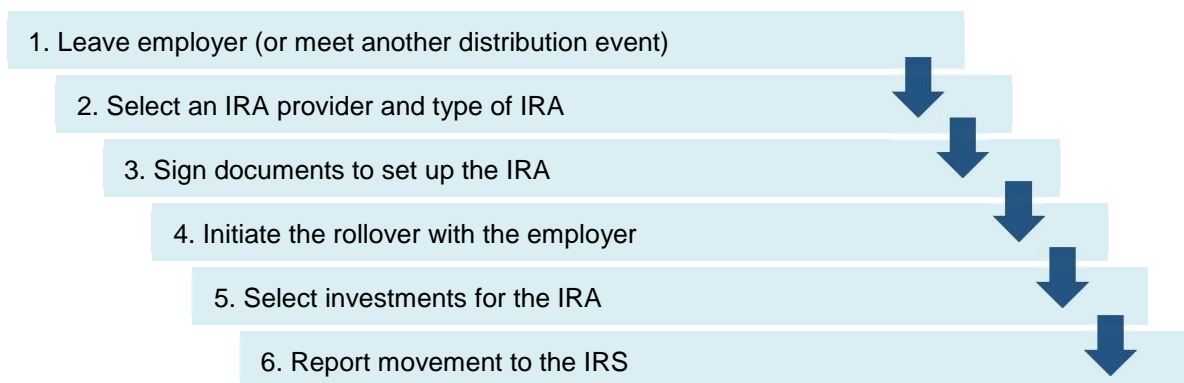 1. Leave employer (or meet another distribution event)
2. Select an IRA provider and type of IRA
3. Sign documents to set up the IRA
4. Initiate the rollover with the employer
5. Select investments for the IRA
6. Report movement to the IRS